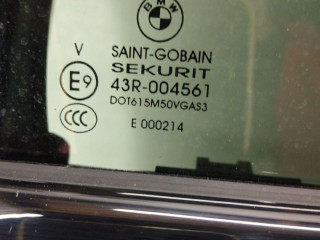 BMW
V
SAINT-GOBAIN
SEKURIT
E9
43R-004561
DOT615M50VGAS3
CCC
E 000214